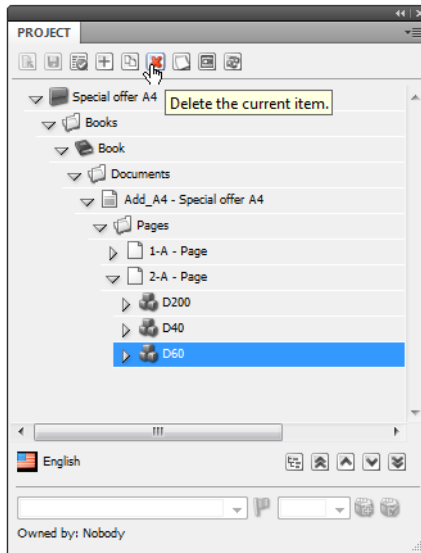 PROJECT
Special offer A4
Delete the current item.
Books
Book
Documents
Add_A4 - Special offer A4
Pages
1-A - Page
2-A - Page
D200
D40
D60
English
Owned by: Nobody